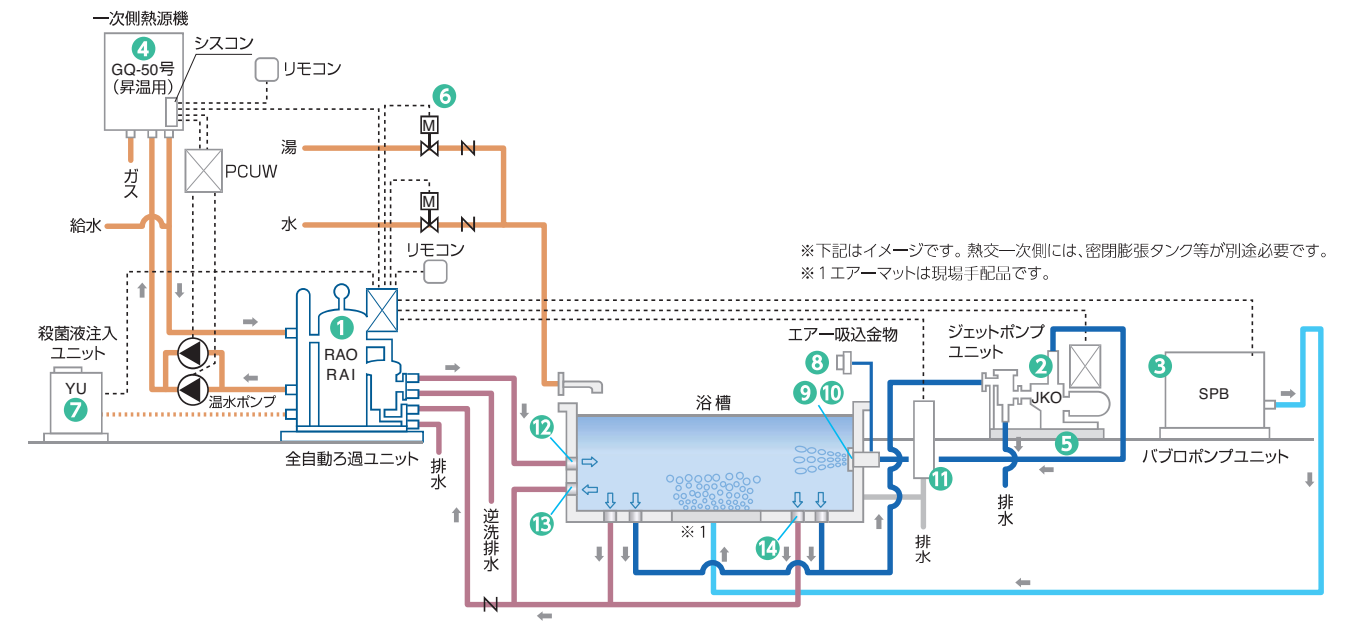 一次側熱源機
4
シスコン
GQ-50号
(昇温用)
リモコン
6
M
湯
PCUW
ガス
給水
M
水
リモコン
※下記はイメージです。熱交一次側には、密閉膨張タンク等が別途必要です。
※1エアーマットは現場手配品です。
殺菌液注入
ユニット
YU
7
1
RAO
RAI
温水ポンプ
全自動ろ過ユニット
排水
逆洗排水
エアー吸込金物
8
9 10
浴槽
12
13
※1
14
11
排水
ジェットポンプ
ユニット
2
JKO
5
排水
3
SPB
バブロポンプユニット